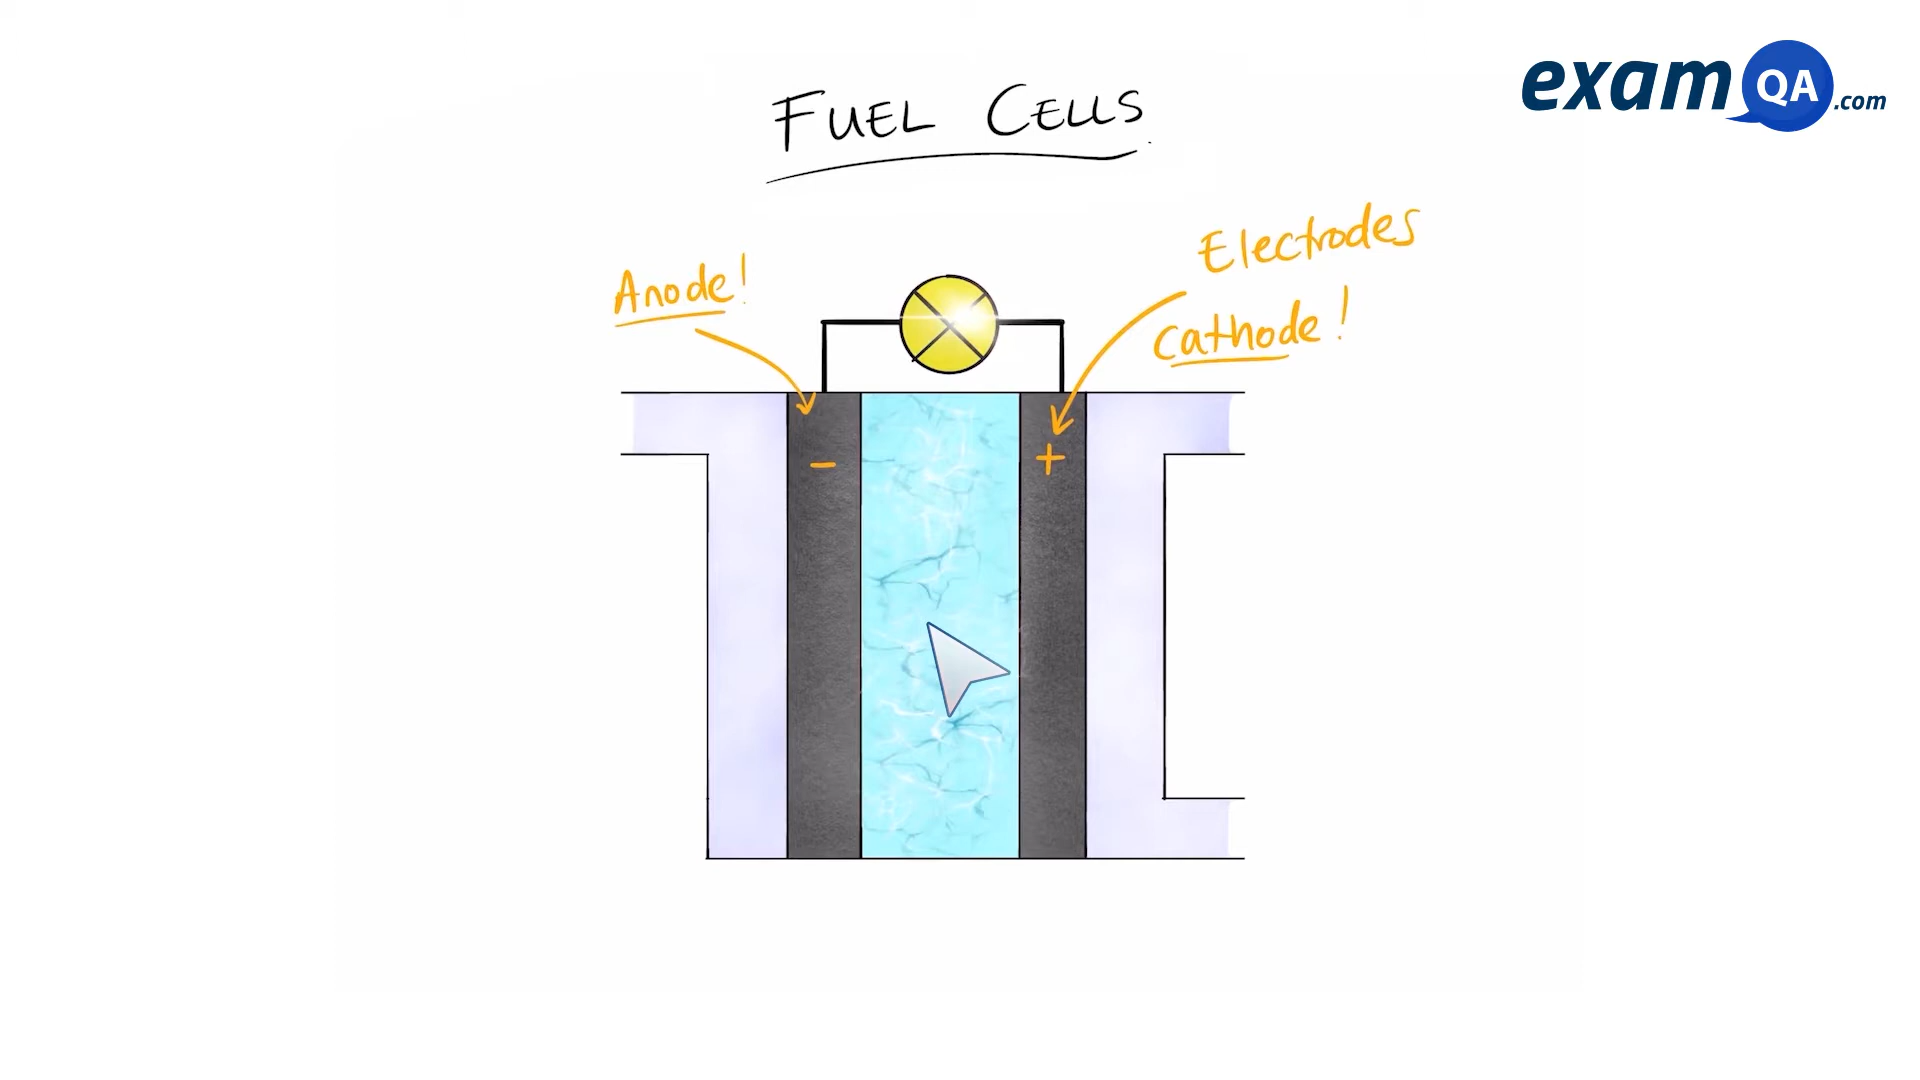 FUEL CELLS
examQA.com
Electrodes
Anode!
Cathode!
-
+